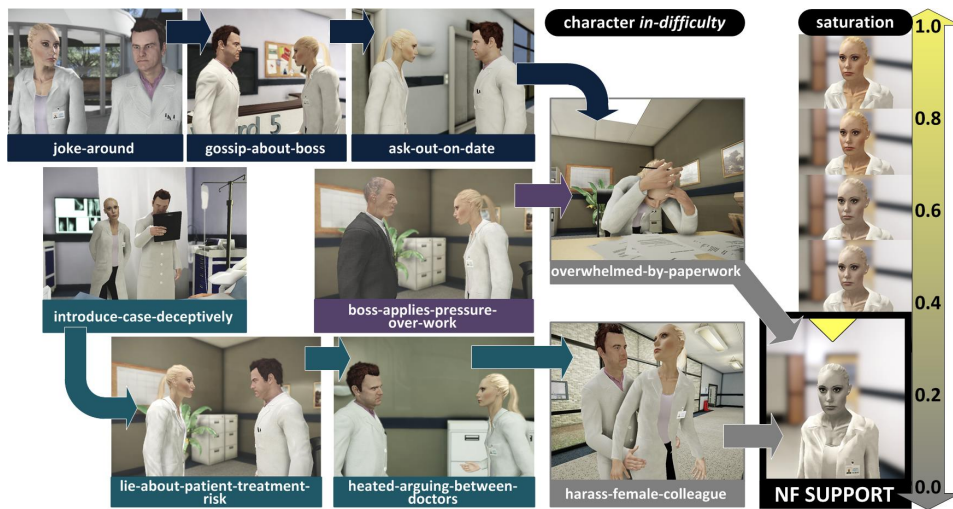 character in-difficulty
saturation
1.0
rd 5
joke-around
gossip-about-boss
ask-out-on-date
0.8
0.6
overwhelmed-by-paperwork
introduce-case-deceptively
boss-applies-pressure-
over-work
0.4
0.2
lie-about-patient-treatment-
risk
heated-arguing-between-
doctors
harass-female-colleague
NF SUPPORT
0.0